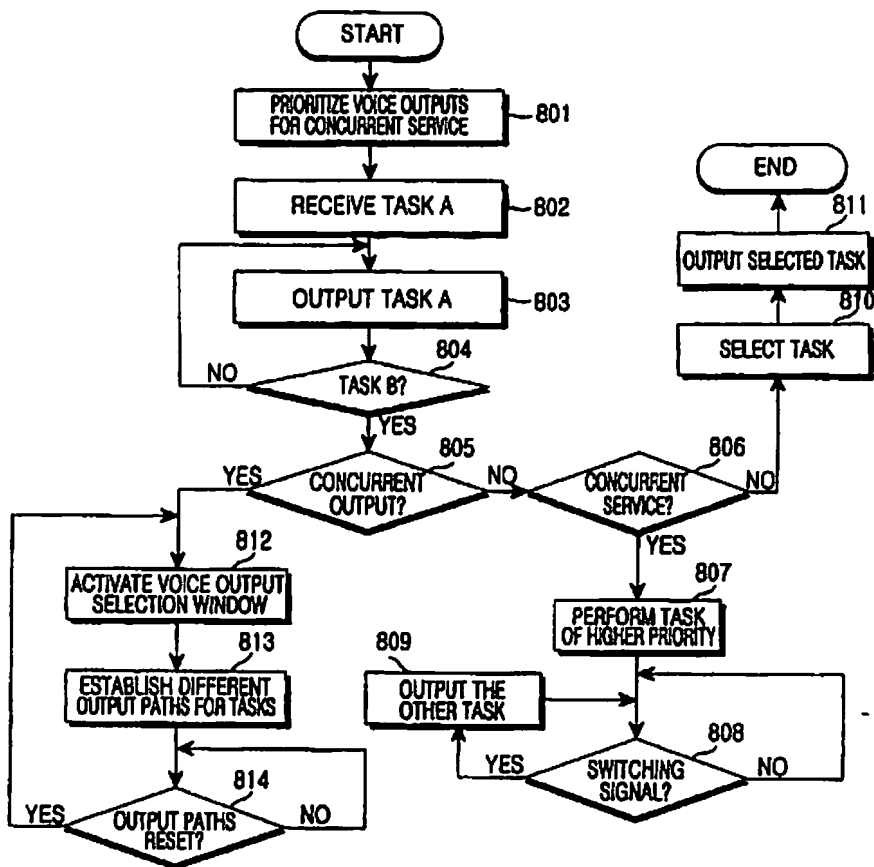 START
PRIORITIZE VOICE OUTPUTS
FOR CONCURRENT SERVICE
801
RECEIVE TASK A
802
OUTPUT TASK A
803
804
TASK B?
NO
YES
805
CONCURRENT
OUTPUT?
YES
NO
806
CONCURRENT
SERVICE?
NO
YES
END
811
OUTPUT SELECTED TASK
810
SELECT TASK
807
PERFORM TASK
OF HIGHER PRIORITY
809
OUTPUT THE
OTHER TASK
808
SWITCHING
SIGNAL?
YES
NO
812
ACTIVATE VOICE OUTPUT
SELECTION WINDOW
813
ESTABLISH DIFFERENT
OUTPUT PATHS FOR TASKS
814
OUTPUT PATHS
RESET?
YES
NO